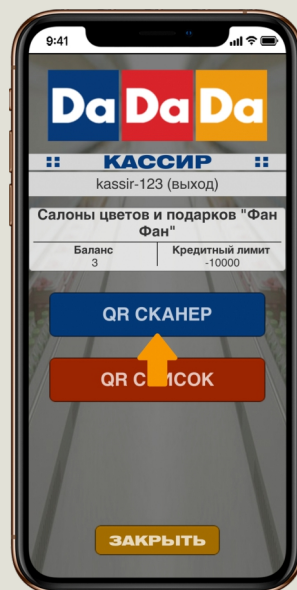 9:41
Da Da Da
:: КАССИР ::
kassir-123 (выход)
Салоны цветов и подарков "Фан
Фан"
Баланс Кредитный лимит
3 -10000
QR СКАНЕР
QR СПИСОК
ЗАКРЫТЬ